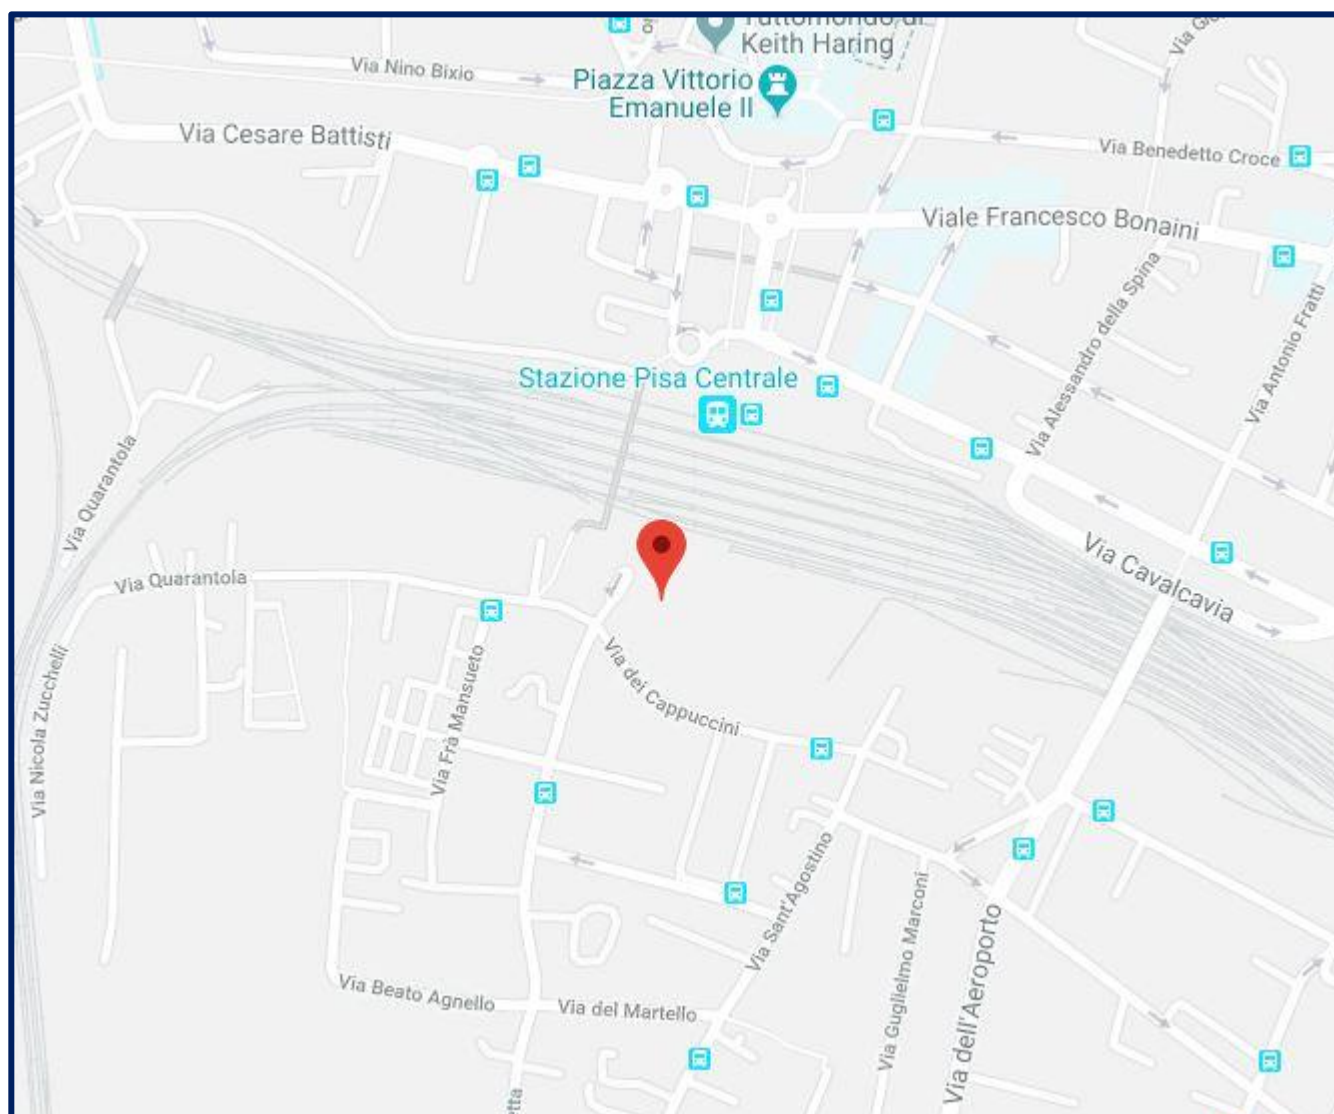 Tuttomondo di
Keith Haring
Via Nino Bixio
Piazza Vittorio
Emanuele II
Via Cesare Battisti
Via Benedetto Croce
Viale Francesco Bonaini
Via Alessandro della Spina
Via Antonio Fratti
Stazione Pisa Centrale
Via Quarantola
Via Cavalcavia
Via Quarantola
Via dei Cappuccini
Via Nicola Zucchelli
Via Frà Mansueto
Via Sant'Agostino
Via Guglielmo Marconi
Via dell'Aeroporto
Via Beato Agnello
Via del Martello